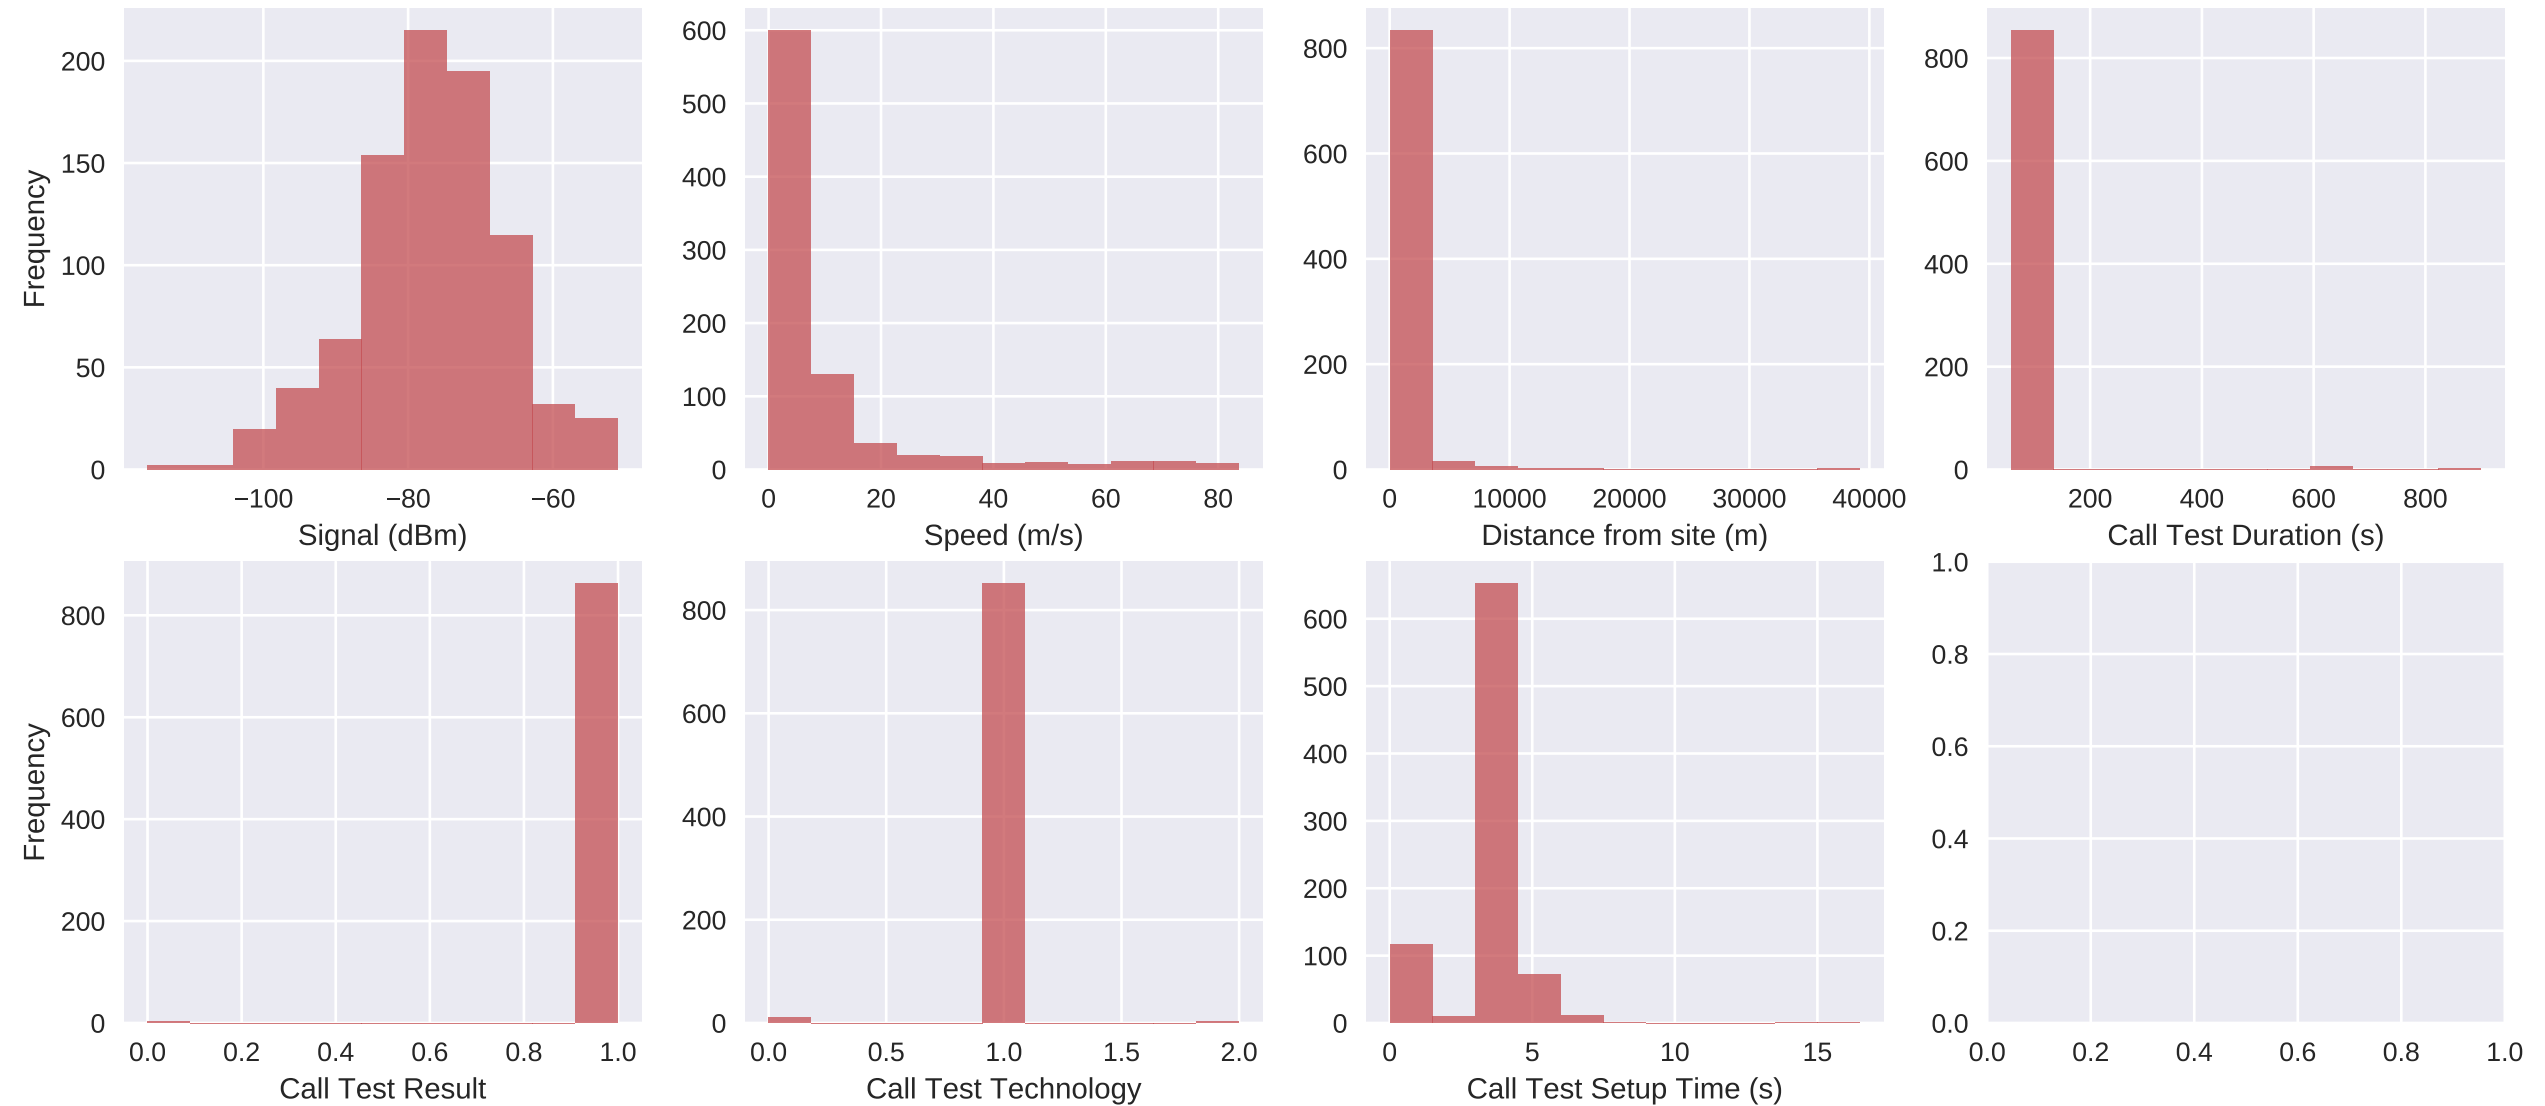 Frequency
200
150
100
50
0
−100 −80 −60
Signal (dBm)
600
500
400
300
200
100
0
0 20 40 60 80
Speed (m/s)
800
600
400
200
0
0 10000 20000 30000 40000
Distance from site (m)
800
600
400
200
0
200 400 600 800
Call Test Duration (s)
Frequency
800
600
400
200
0
0.0 0.2 0.4 0.6 0.8 1.0
Call Test Result
800
600
400
200
0
0.0 0.5 1.0 1.5 2.0
Call Test Technology
600
500
400
300
200
100
0
0 5 10 15
Call Test Setup Time (s)
1.0
0.8
0.6
0.4
0.2
0.0
0.0 0.2 0.4 0.6 0.8 1.0